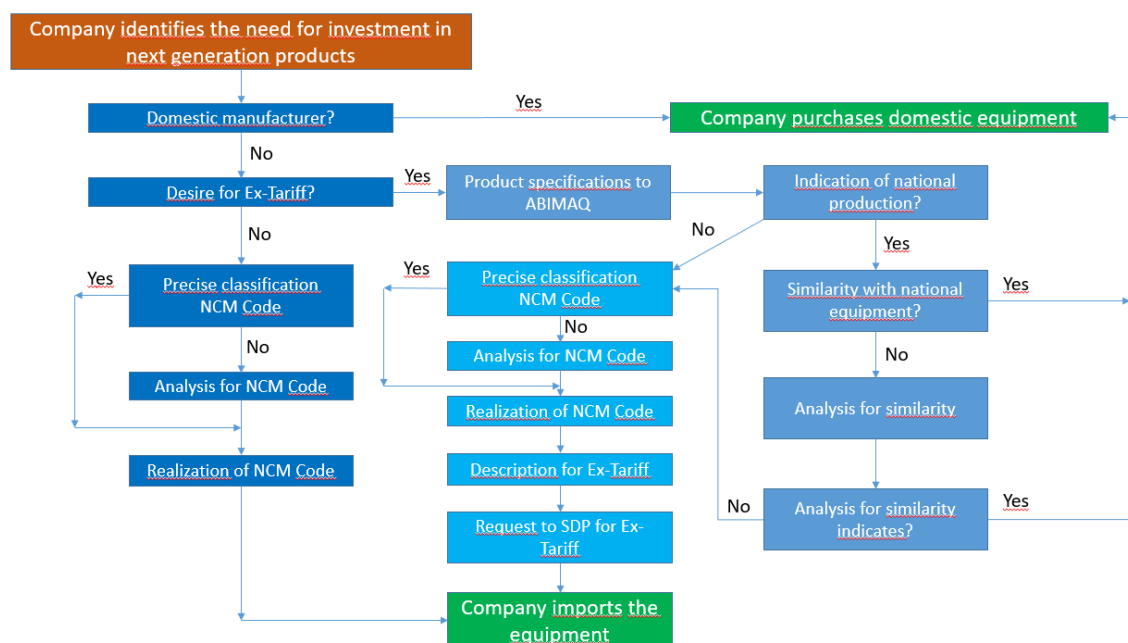 Company identifies the need for investment in
next generation products
Yes
Domestic manufacturer?
Company purchases domestic equipment
No
Desire for Ex-Tariff?
Yes
Product specifications to
ABIMAQ
Indication of national
production?
No
No
Yes
Yes
Precise classification
NCM Code
Yes
Precise classification
NCM Code
Similarity with national
equipment?
Yes
No
No
No
Analysis for NCM Code
Analysis for NCM Code
Analysis for similarity
Realization of NCM Code
Realization of NCM Code
Description for Ex-Tariff
No
Analysis for similarity
indicates?
Yes
Request to SDP for Ex-
Tariff
Company imports the
equipment